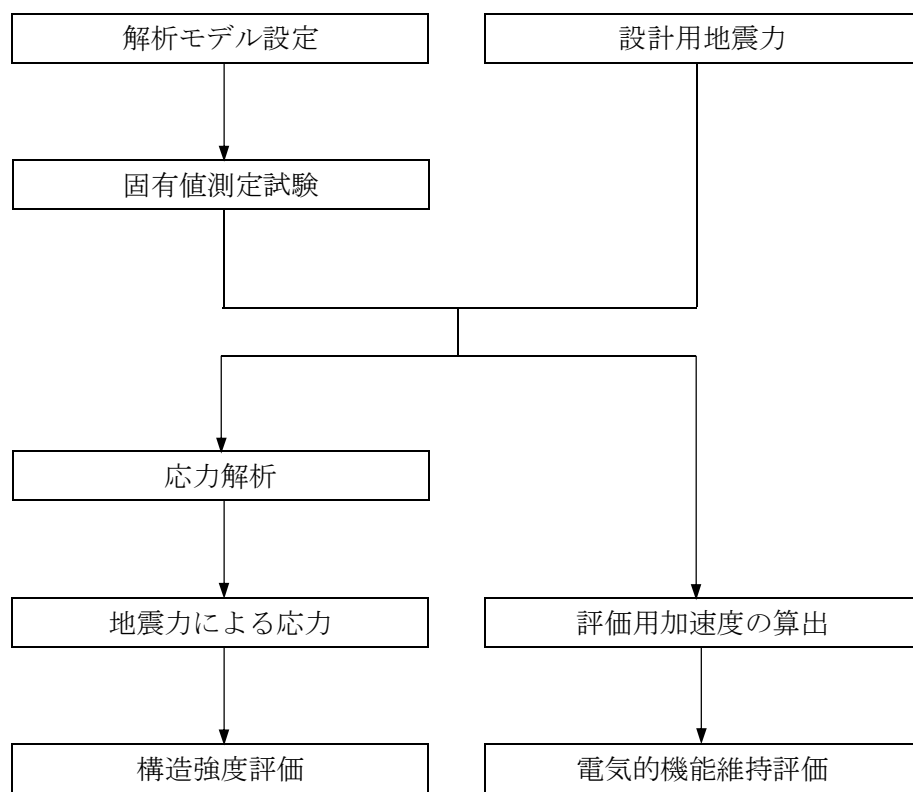 解析モデル設定
設計用地震力
固有値測定試験
応力解析
地震力による応力
評価用加速度の算出
構造強度評価
電気的機能維持評価